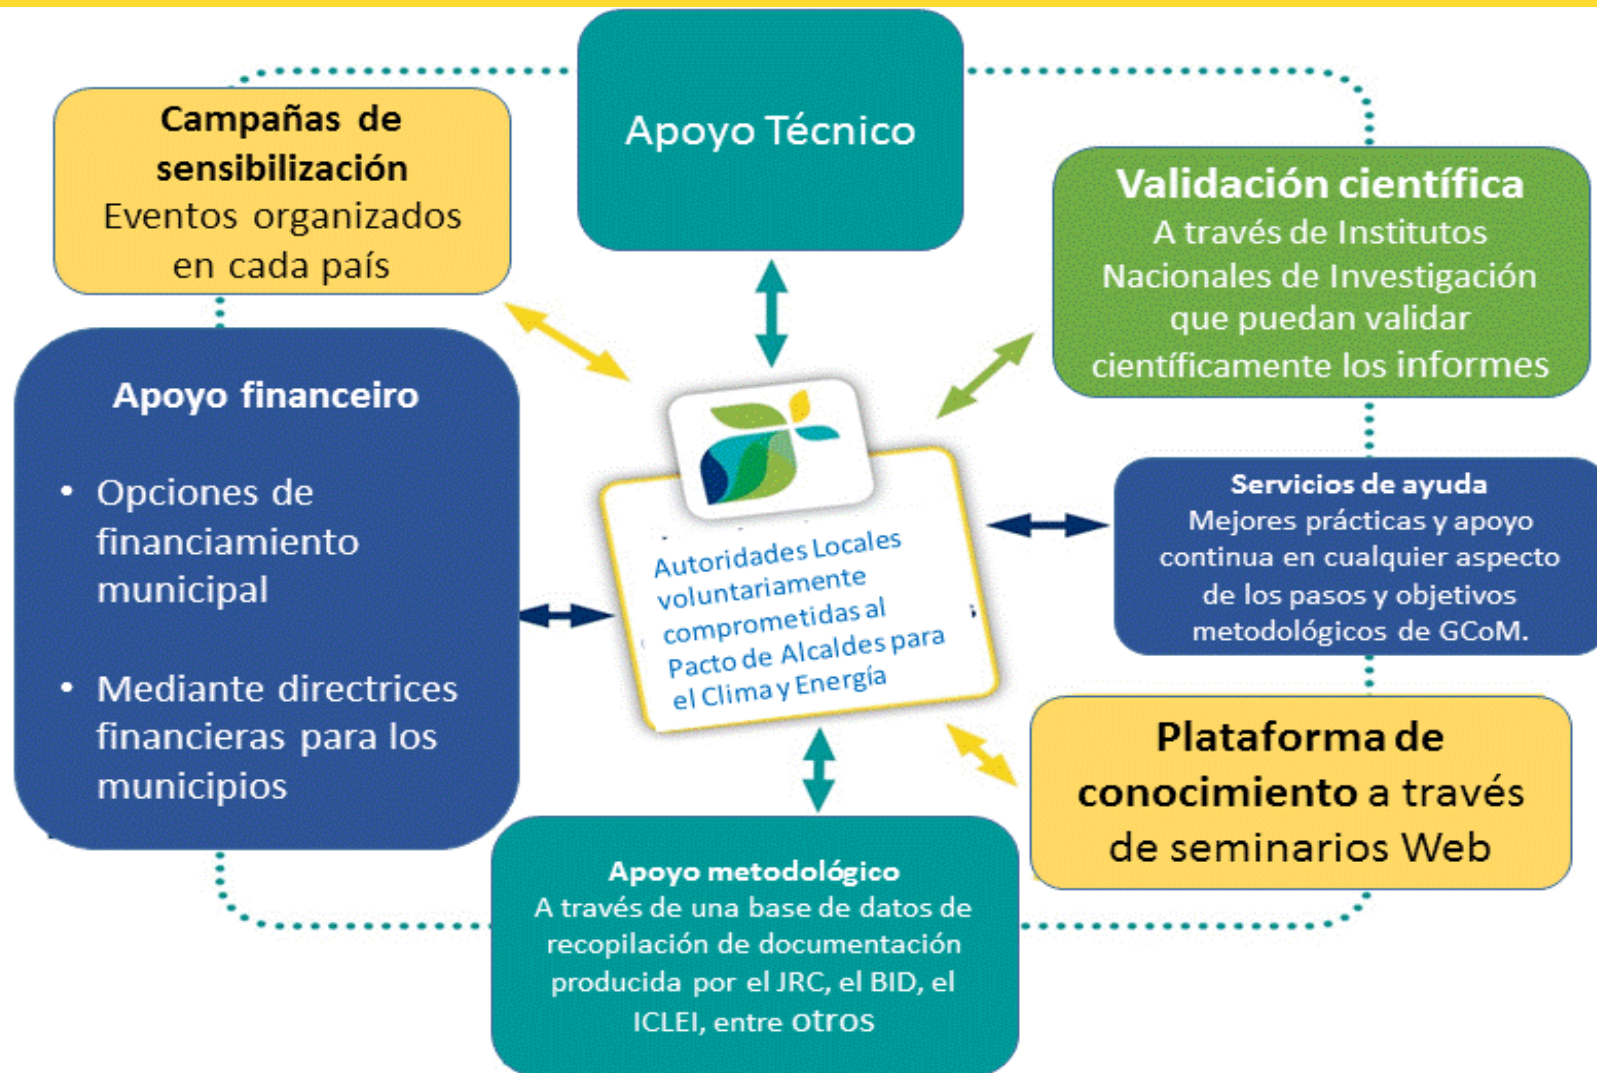 Apoyo Técnico
Campañas de
sensibilización
Eventos organizados
en cada país
Validación científica
A través de Institutos
Nacionales de Investigación
que puedan validar
científicamente los informes
Apoyo financeiro
• Opciones de
financiamiento
municipal
• Mediante directrices
financieras para los
municipios
Autoridades Locales
voluntariamente
comprometidas al
Pacto de Alcaldes para
el Clima y Energía
Servicios de ayuda
Mejores prácticas y apoyo
continua en cualquier aspecto
de los pasos y objetivos
metodológicos de GCoM.
Plataforma de
conocimiento a través
de seminarios Web
Apoyo metodológico
A través de una base de datos de
recopilación de documentación
producida por el JRC, el BID, el
ICLEI, entre otros